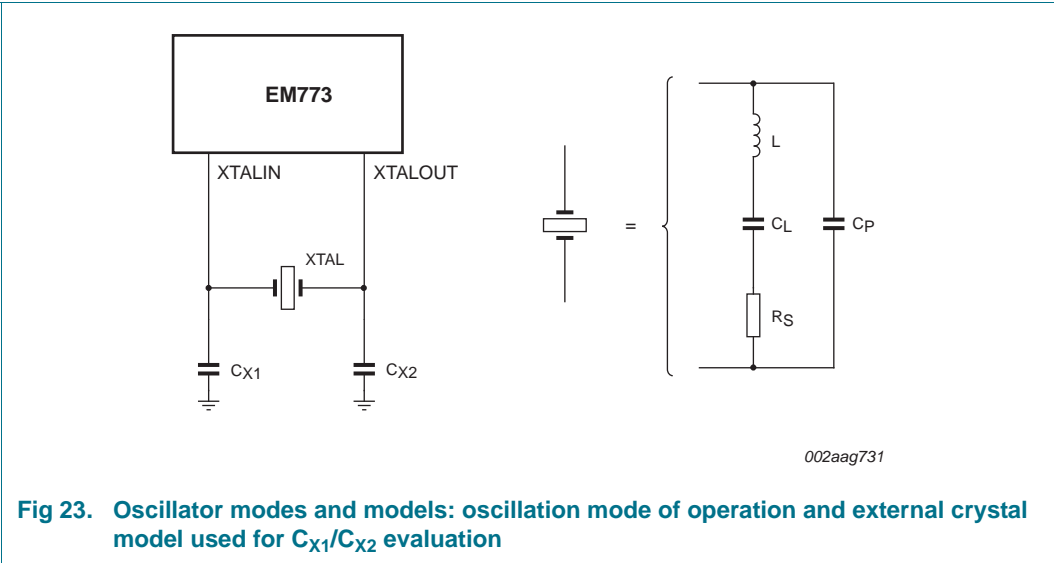 EM773
XTALIN
XTALOUT
XTAL
CX1
CX2
=
L
CL
CP
RS
002aag731
Fig 23. Oscillator modes and models: oscillation mode of operation and external crystal
model used for CX1/CX2 evaluation